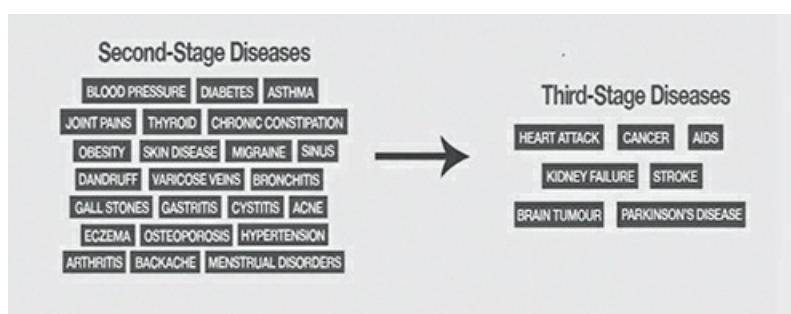 Second-Stage Diseases
BLOOD PRESSURE DIABETES ASTHMA
JOINT PAINS THYROID CHRONIC CONSTIPATION
OBESITY SKIN DISEASE MIGRAINE SINUS
DANDRUFF VARICOSE VEINS BRONCHITIS
GALL STONES GASTRITIS CYSTITIS ACNE
ECZEMA OSTEOPOROSIS HYPERTENSION
ARTHRITIS BACKACHE MENSTRUAL DISORDERS
Third-Stage Diseases
HEART ATTACK CANCER AIDS
KIDNEY FAILURE STROKE
BRAIN TUMOUR PARKINSON'S DISEASE